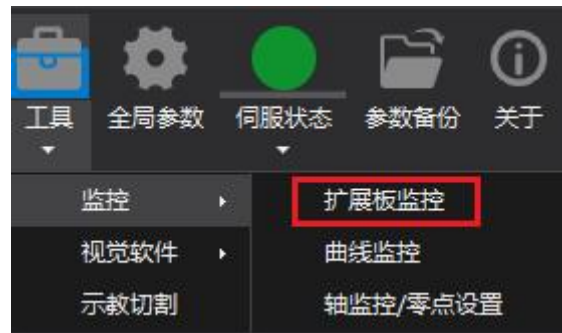 工具 全局参数 伺服状态 参数备份 关于
监控 扩展板监控
视觉软件 曲线监控
示教切割 轴监控/零点设置